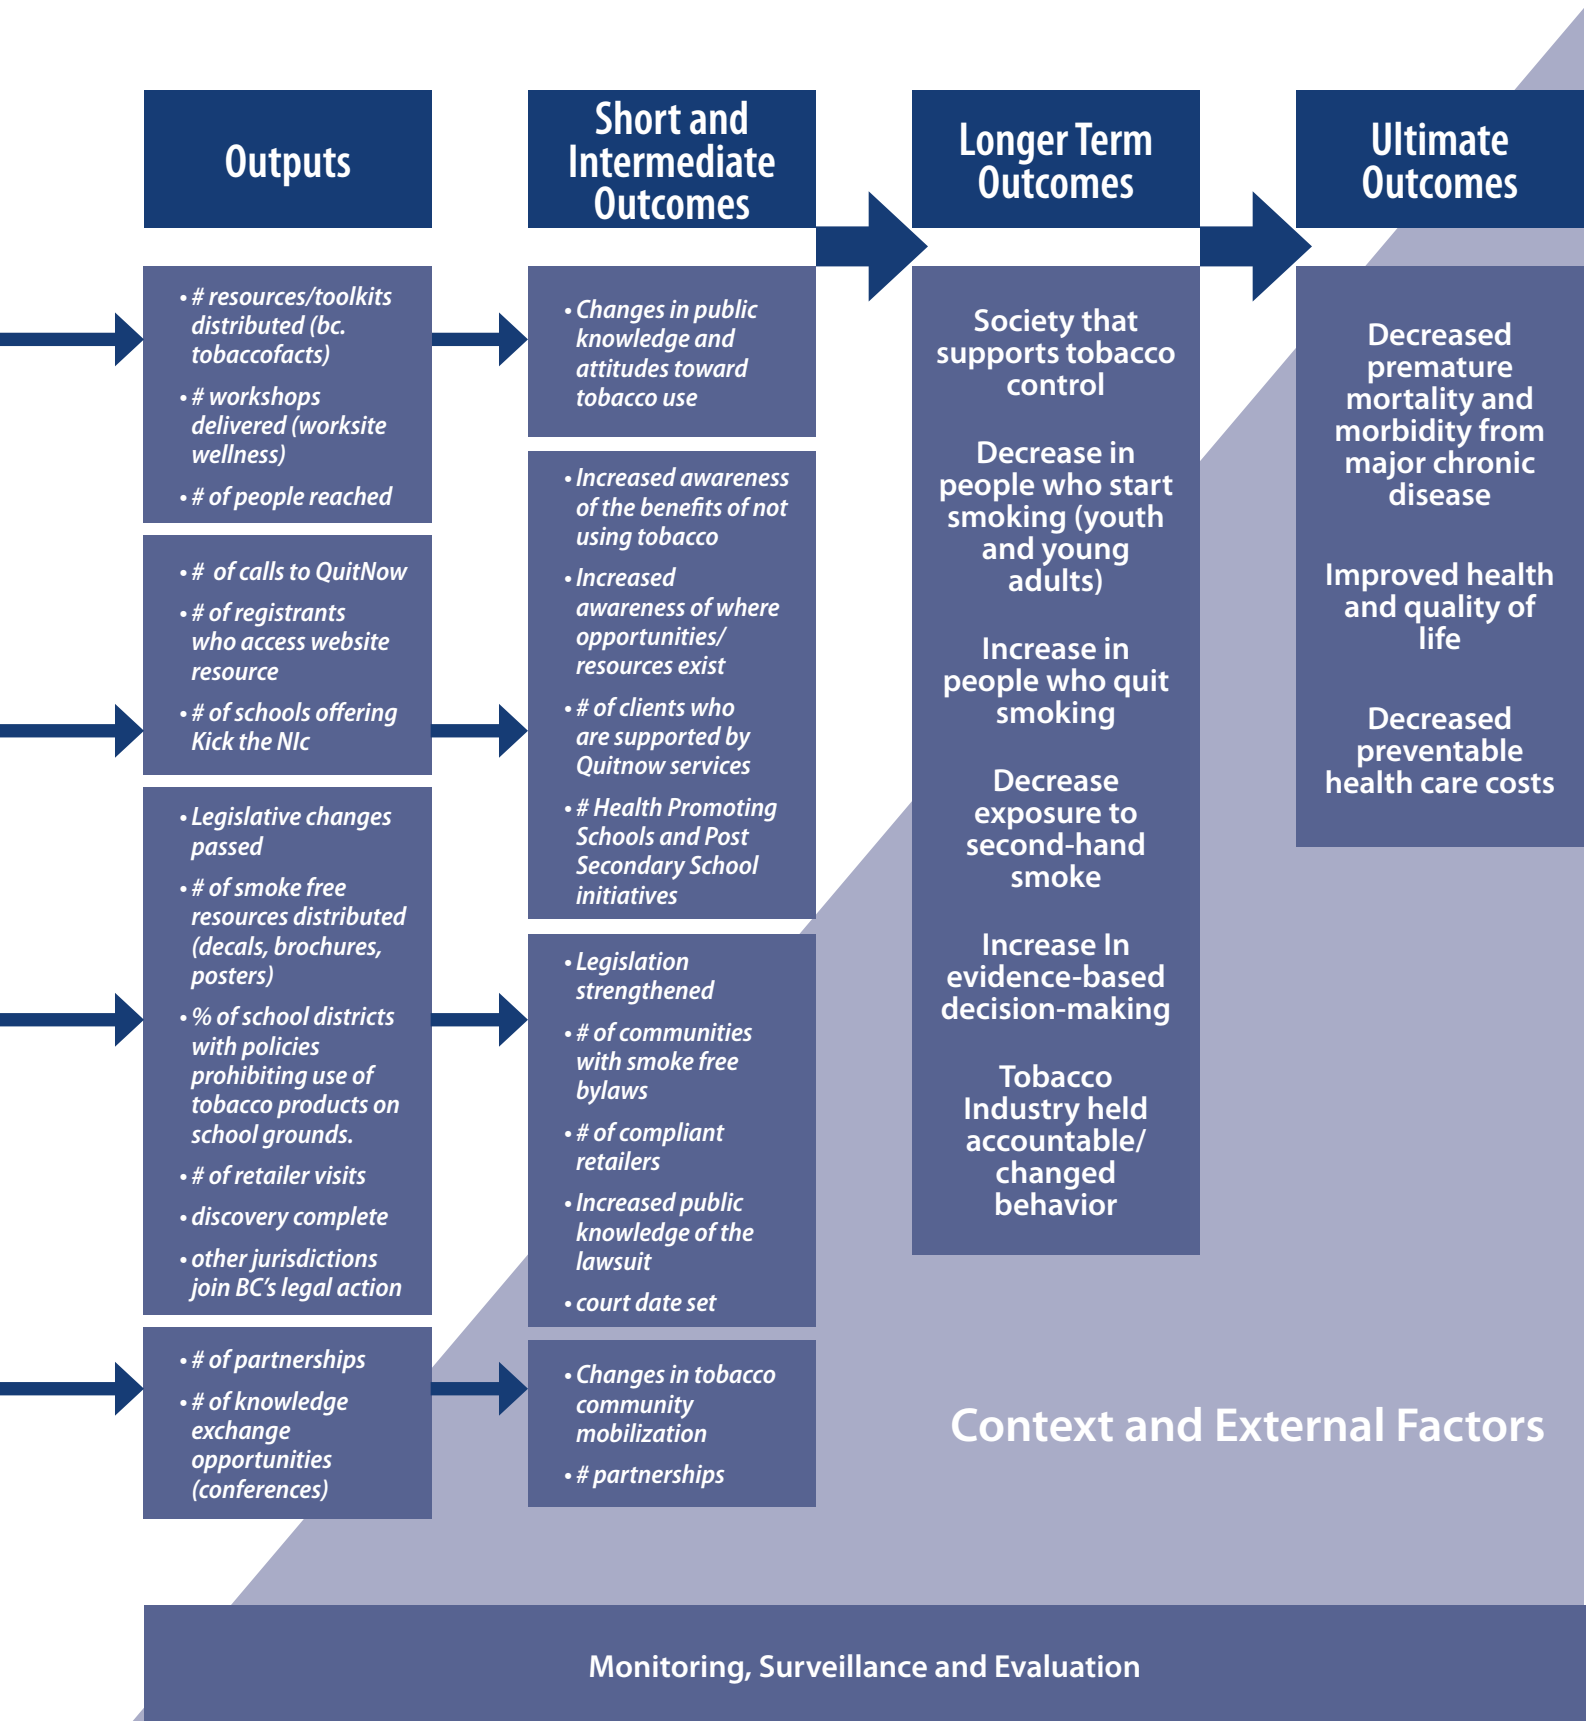 Outputs
• # resources/toolkits
distributed (bc.
tobaccofacts)
• # workshops
delivered (worksite
wellness)
• # of people reached
• #  of calls to QuitNow
• # of registrants
who access website
resource
• # of schools offering
Kick the NIc
• Legislative changes
passed
• # of smoke free
resources distributed
(decals, brochures,
posters)
• % of school districts
with policies
prohibiting use of
tobacco products on
school grounds.
• # of retailer visits
• discovery complete
• other jurisdictions
join BC’s legal action
• # of partnerships
• # of knowledge
exchange
opportunities
(conferences)
Short and
Intermediate
Outcomes
• Changes in public
knowledge and
attitudes toward
tobacco use
• Increased awareness
of the benefits of not
using tobacco
• Increased
awareness of where
opportunities/
resources exist
• # of clients who
are supported by
Quitnow services
• # Health Promoting
Schools and Post
Secondary School
initiatives
• Legislation
strengthened
• # of communities
with smoke free
bylaws
• # of compliant
retailers
• Increased public
knowledge of the
lawsuit
• court date set
• Changes in tobacco
community
mobilization
• # partnerships
Longer Term
Outcomes
Society that
supports tobacco
control
Decrease in
people who start
smoking (youth
and young
adults)
Increase in
people who quit
smoking
Decrease
exposure to
second-hand
smoke
Increase In
evidence-based
decision-making
Tobacco
Industry held
accountable/
changed
behavior
Ultimate
Outcomes
Decreased
premature
mortality and
morbidity from
major chronic
disease
Improved health
and quality of
life
Decreased
preventable
health care costs
Context and External Factors
Monitoring, Surveillance and Evaluation